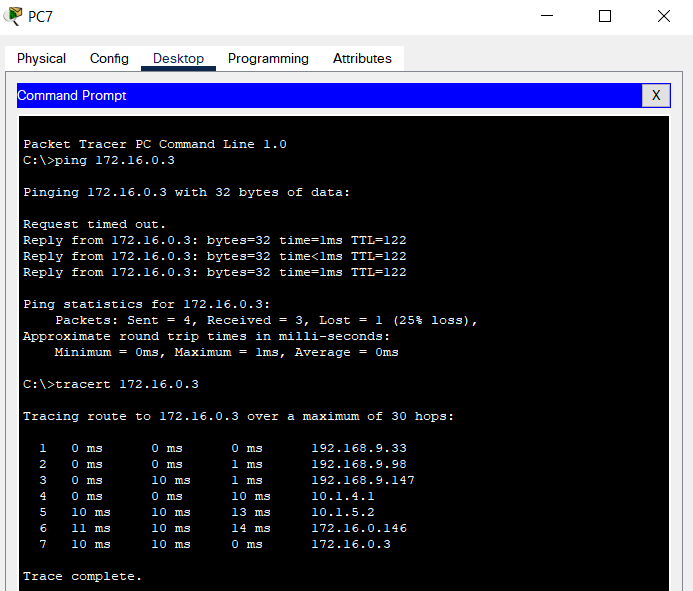 PC7
Physical Config Desktop Programming Attributes
Command Prompt X
Packet Tracer PC Command Line 1.0
C:\>ping 172.16.0.3
Pinging 172.16.0.3 with 32 bytes of data:
Request timed out.
Reply from 172.16.0.3: bytes=32 time=1ms TTL=122
Reply from 172.16.0.3: bytes=32 time<1ms TTL=122
Reply from 172.16.0.3: bytes=32 time=1ms TTL=122
Ping statistics for 172.16.0.3:
Packets: Sent = 4, Received = 3, Lost = 1 (25% loss),
Approximate round trip times in milli-seconds:
Minimum = 0ms, Maximum = 1ms, Average = 0ms
C:\>tracert 172.16.0.3
Tracing route to 172.16.0.3 over a maximum of 30 hops:
1 0 ms 0 ms 0 ms 192.168.9.33
2 0 ms 0 ms 1 ms 192.168.9.98
3 0 ms 10 ms 1 ms 192.168.9.147
4 0 ms 0 ms 10 ms 10.1.4.1
5 10 ms 10 ms 13 ms 10.1.5.2
6 11 ms 10 ms 14 ms 172.16.0.146
7 10 ms 10 ms 0 ms 172.16.0.3
Trace complete.